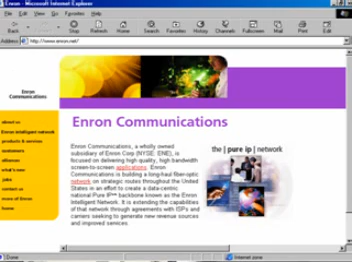 Enron - Microsoft Internet Explorer
File Edit View Go Favorites Help
Back Stop Refresh Home Search Favorites History Channels Fullscreen Mail Print Edit
Address http://www.enron.net/
Enron
Communications
about us
Enron intelligent network
products & services
customers
alliances
what's new
jobs
contact us
more of Enron
home
Enron Communications
Enron Communications, a wholly owned
subsidiary of Enron Corp (NYSE: ENE), is
focused on delivering high quality, high bandwidth
screen-to-screen applications. Enron
Communications is building a long-haul fiber-optic
network on strategic routes throughout the United
States in an effort to create a data-centric
national Pure IP™ backbone known as the Enron
Intelligent Network. It is extending the capabilities
of that network through agreements with ISPs and
carriers seeking to generate new revenue sources
and improved services.
the | pure ip | network
Done
Internet zone